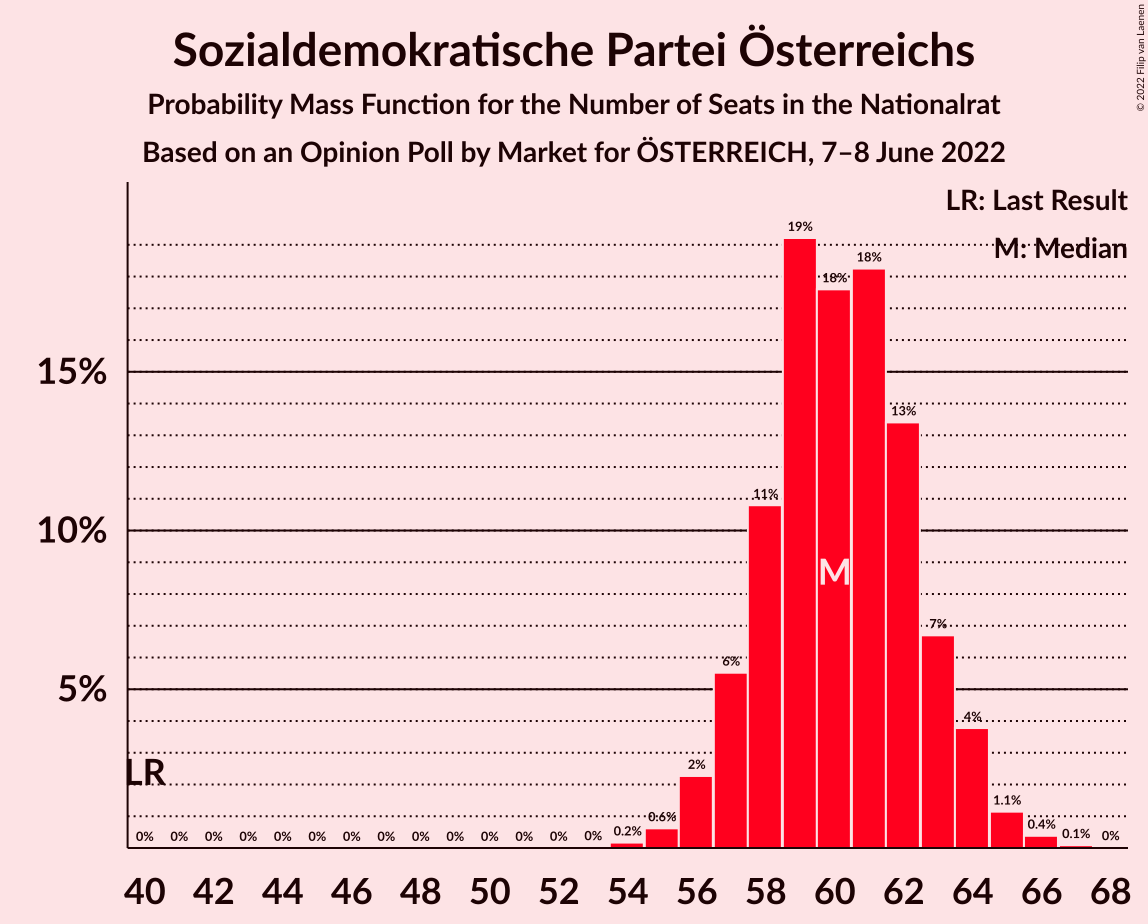 © 2022 Filip van Laenen
Sozialdemokratische Partei Österreichs
Probability Mass Function for the Number of Seats in the Nationalrat
Based on an Opinion Poll by Market for ÖSTERREICH, 7–8 June 2022
LR: Last Result
M: Median
15%
10%
5%
LR
M
0% 0% 0% 0% 0% 0% 0% 0% 0% 0% 0% 0% 0% 0% 0.2% 0.6% 2% 6% 11% 19% 18% 18% 13% 7% 4% 1.1% 0.4% 0.1% 0%
40 42 44 46 48 50 52 54 56 58 60 62 64 66 68